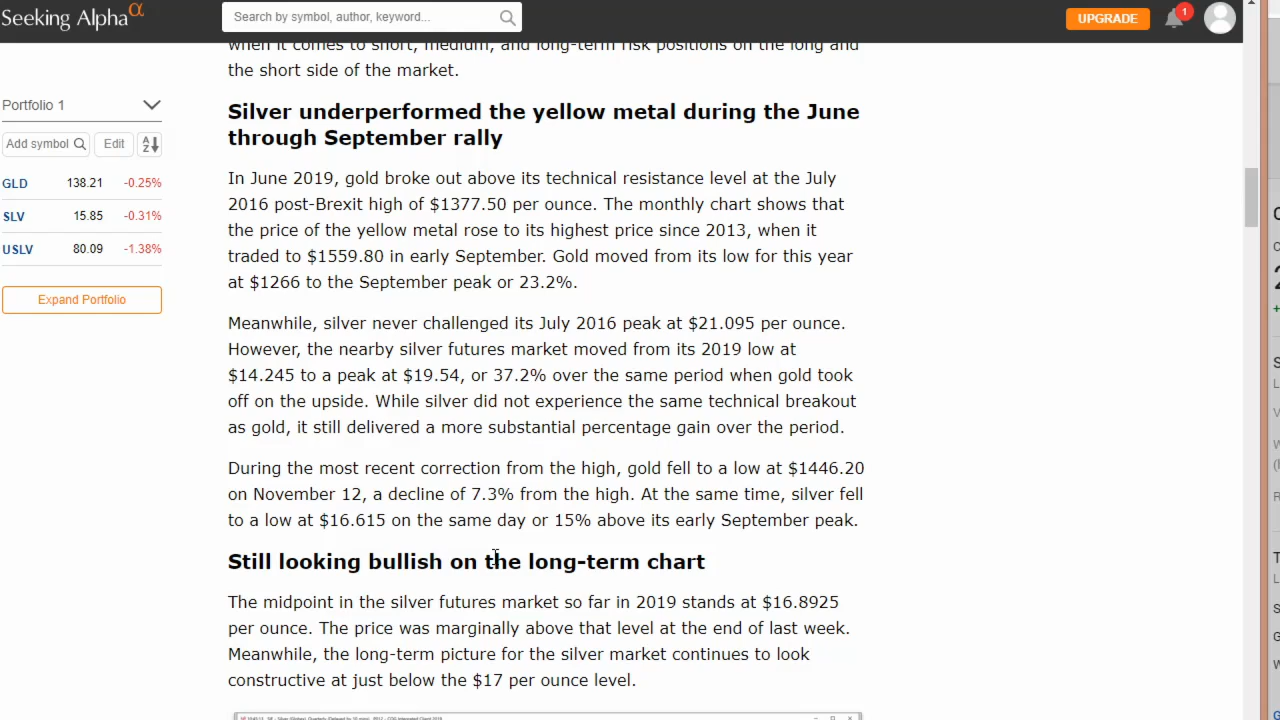 Seeking Alpha α
Search by symbol, author, keyword...
UPGRADE
1
Portfolio 1
Add symbol
Edit
A Z
GLD 138.21 -0.25%
SLV 15.85 -0.31%
USLV 80.09 -1.38%
Expand Portfolio
when it comes to short, medium, and long-term risk positions on the long and
the short side of the market.
Silver underperformed the yellow metal during the June
through September rally
In June 2019, gold broke out above its technical resistance level at the July
2016 post-Brexit high of $1377.50 per ounce. The monthly chart shows that
the price of the yellow metal rose to its highest price since 2013, when it
traded to $1559.80 in early September. Gold moved from its low for this year
at $1266 to the September peak or 23.2%.
Meanwhile, silver never challenged its July 2016 peak at $21.095 per ounce.
However, the nearby silver futures market moved from its 2019 low at
$14.245 to a peak at $19.54, or 37.2% over the same period when gold took
off on the upside. While silver did not experience the same technical breakout
as gold, it still delivered a more substantial percentage gain over the period.
During the most recent correction from the high, gold fell to a low at $1446.20
on November 12, a decline of 7.3% from the high. At the same time, silver fell
to a low at $16.615 on the same day or 15% above its early September peak.
Still looking bullish on the long-term chart
The midpoint in the silver futures market so far in 2019 stands at $16.8925
per ounce. The price was marginally above that level at the end of last week.
Meanwhile, the long-term picture for the silver market continues to look
constructive at just below the $17 per ounce level.